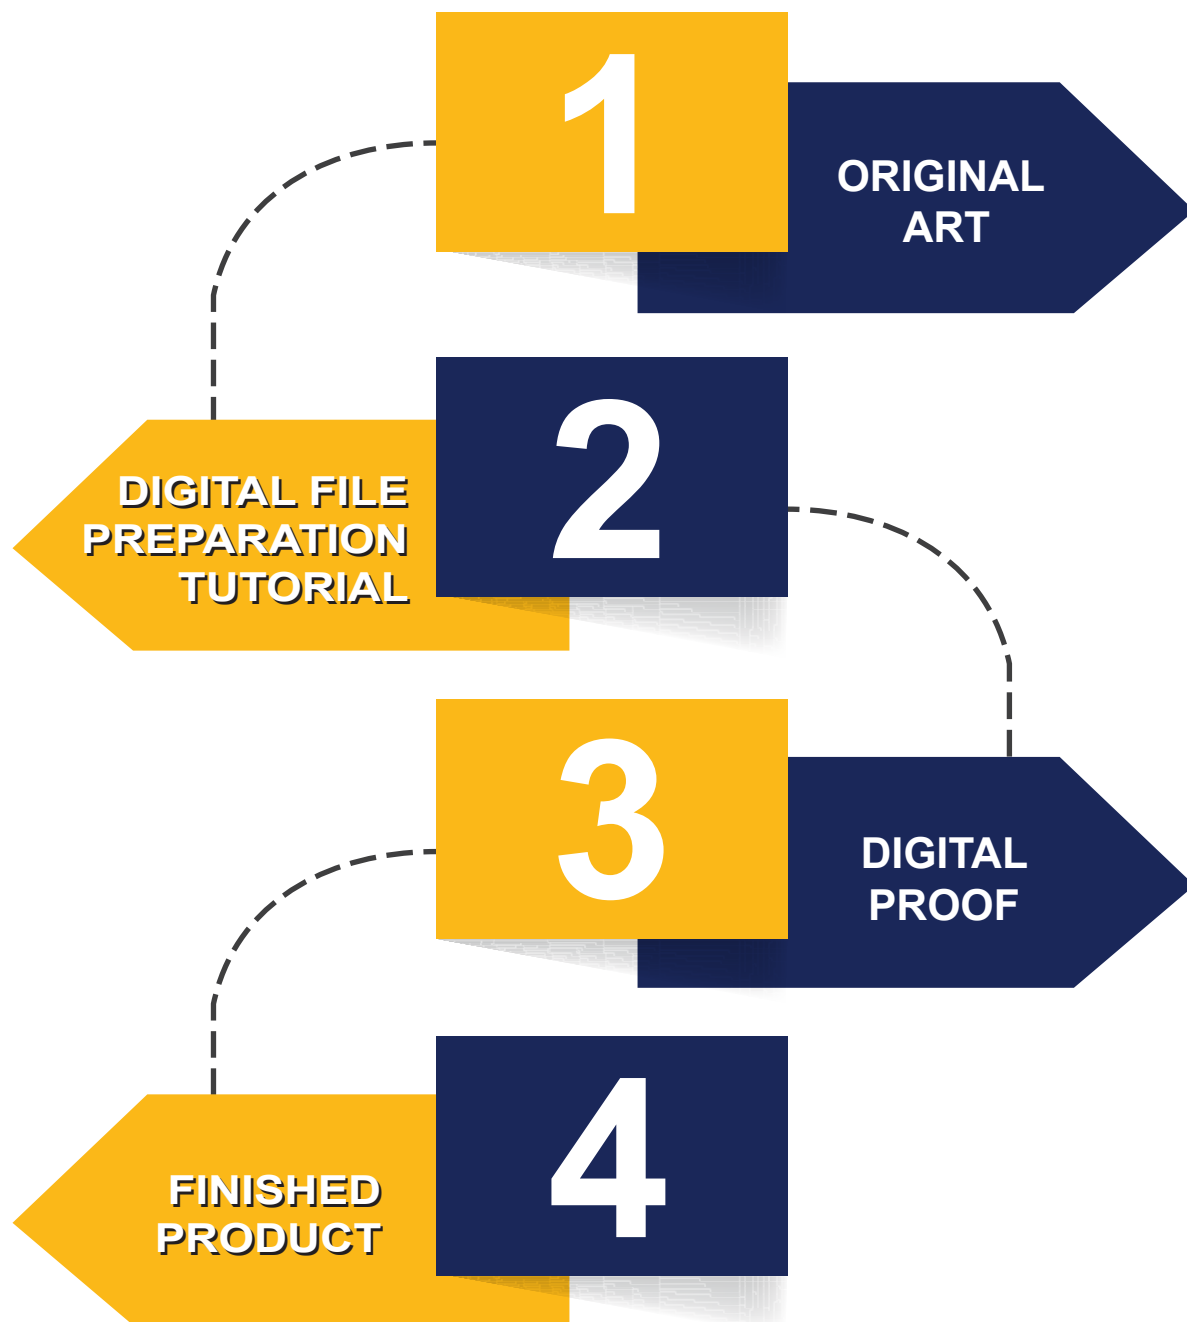 1
ORIGINAL
ART
2
DIGITAL FILE
PREPARATION
TUTORIAL
3
DIGITAL
PROOF
4
FINISHED
PRODUCT